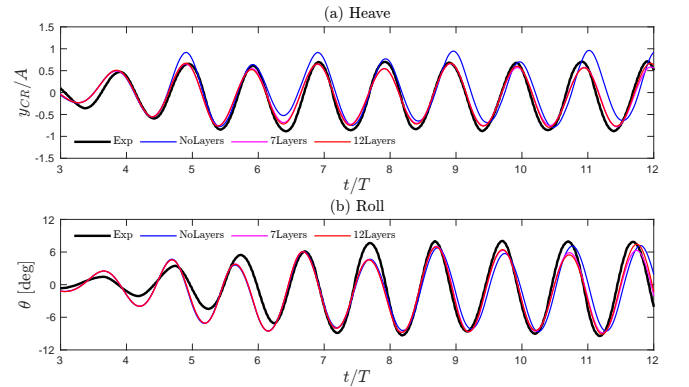 (a) Heave
y_CR/A
1.5
1
0.5
0
-0.5
-1
-1.5
Exp NoLayers 7Layers 12Layers
3 4 5 6 7 8 9 10 11 12
t/T
(b) Roll
θ [deg]
12
6
0
-6
-12
Exp NoLayers 7Layers 12Layers
3 4 5 6 7 8 9 10 11 12
t/T